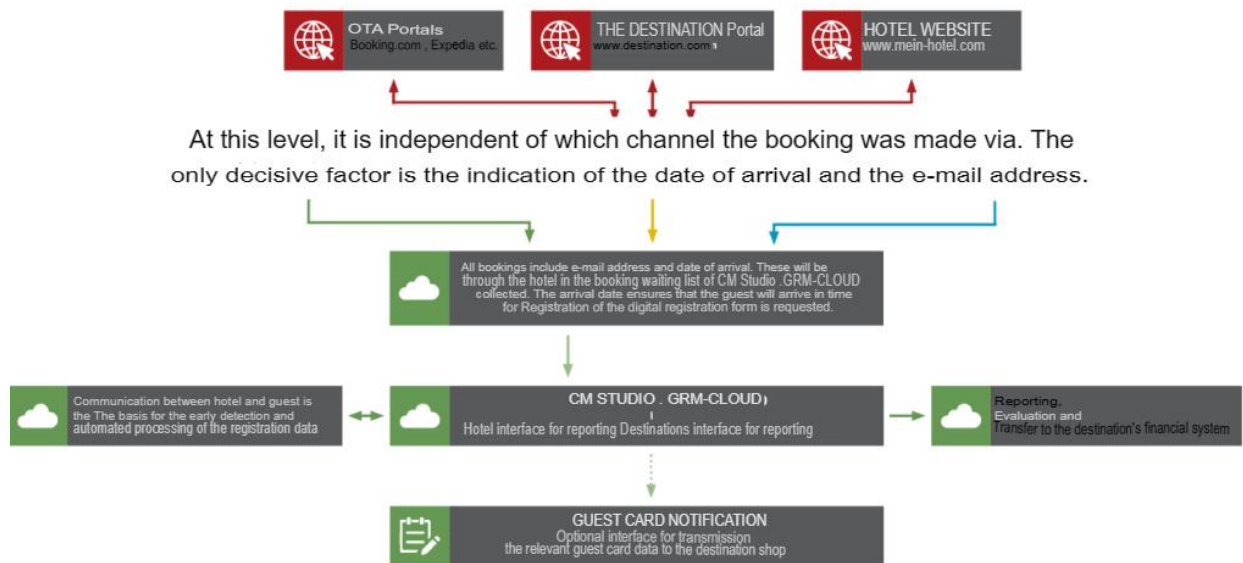 OTA Portals
Booking.com , Expedia etc.
THE DESTINATION Portal
www.destination.com
HOTEL WEBSITE
www.mein-hotel.com
At this level, it is independent of which channel the booking was made via. The
only decisive factor is the indication of the date of arrival and the e-mail address.
All bookings include e-mail address and date of arrival. These will be
through the hotel in the booking waiting list of CM Studio .GRM-CLOUD
collected. The arrival date ensures that the guest will arrive in time
for Registration of the digital registration form is requested.
Communication between hotel and guest is
the The basis for the early detection and
automated processing of the registration data
CM STUDIO . GRM-CLOUD)
Hotel interface for reporting Destinations interface for reporting
Reporting,
Evaluation and
Transfer to the destination's financial system
GUEST CARD NOTIFICATION
Optional interface for transmission
the relevant guest card data to the destination shop